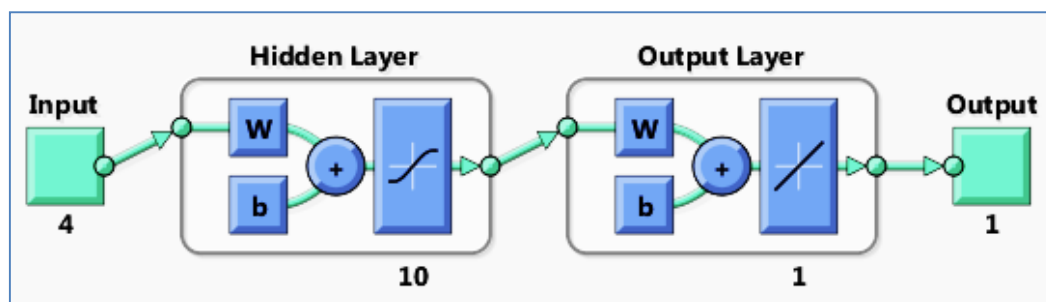 Hidden Layer
Output Layer
Input
Output
W
W
+
+
b
b
4
1
10
1